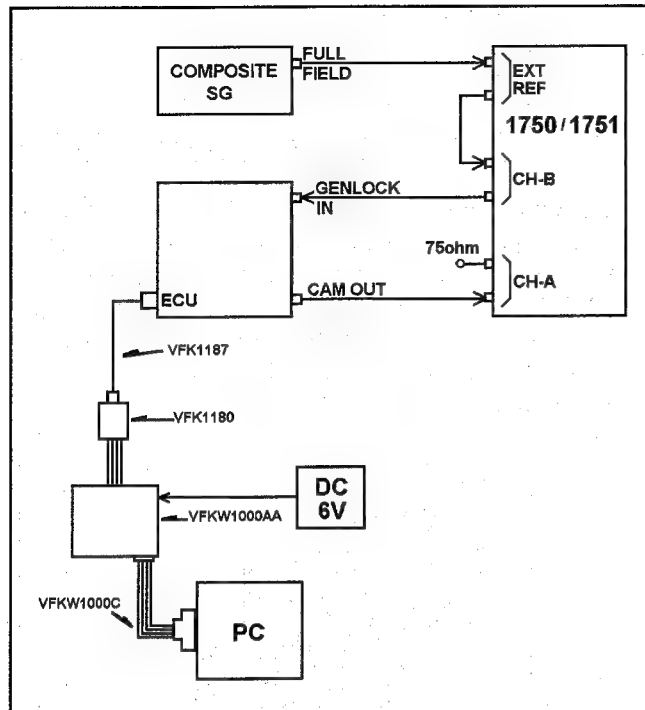 COMPOSITE
SG
FULL
FIELD
EXT
REF
1750 / 1751
CH-B
GENLOCK
IN
75ohm
CH-A
CAM OUT
ECU
VFK1187
VFK1180
VFKW1000AA
DC
6V
VFKW1000C
PC